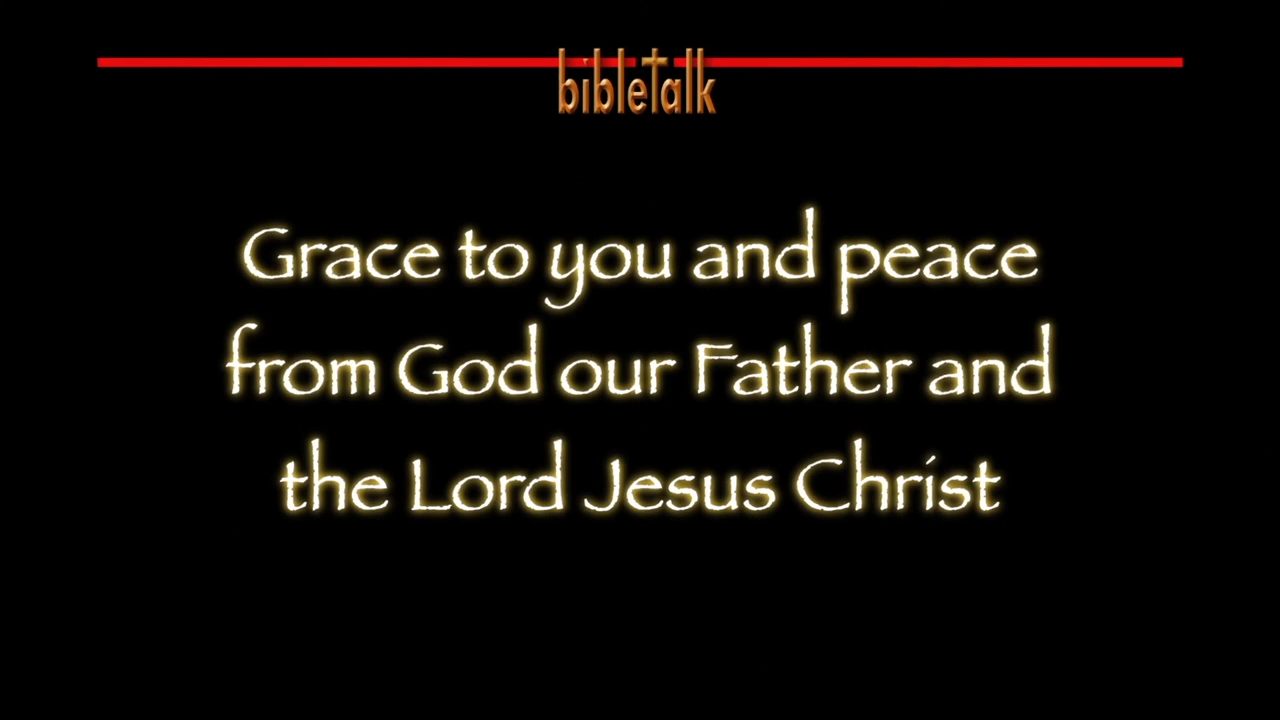 bibleTalk
Grace to you and peace
from God our Father and
the Lord Jesus Christ